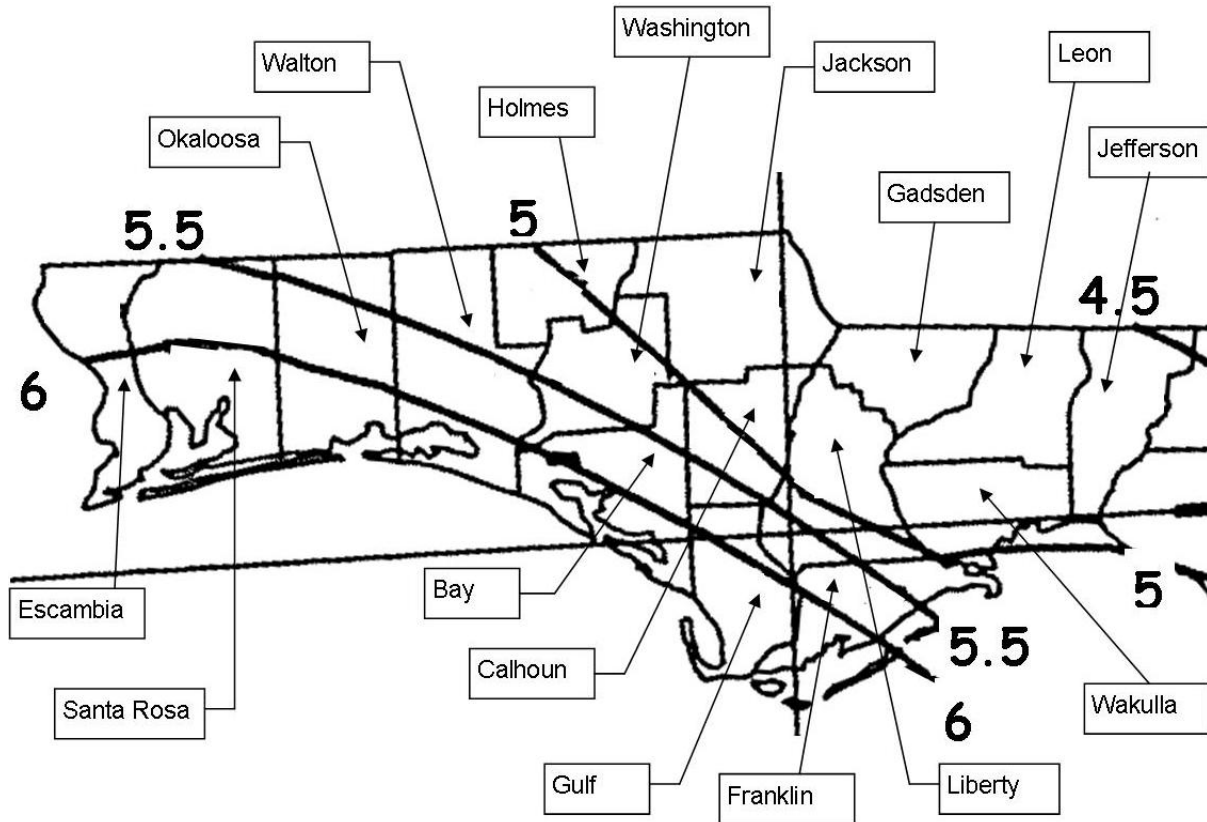 Washington
Walton
Jackson
Leon
Holmes
Okaloosa
Jefferson
Gadsden
5.5
5
4.5
6
Escambia
Bay
5
Calhoun
5.5
Santa Rosa
Wakulla
6
Gulf
Franklin
Liberty